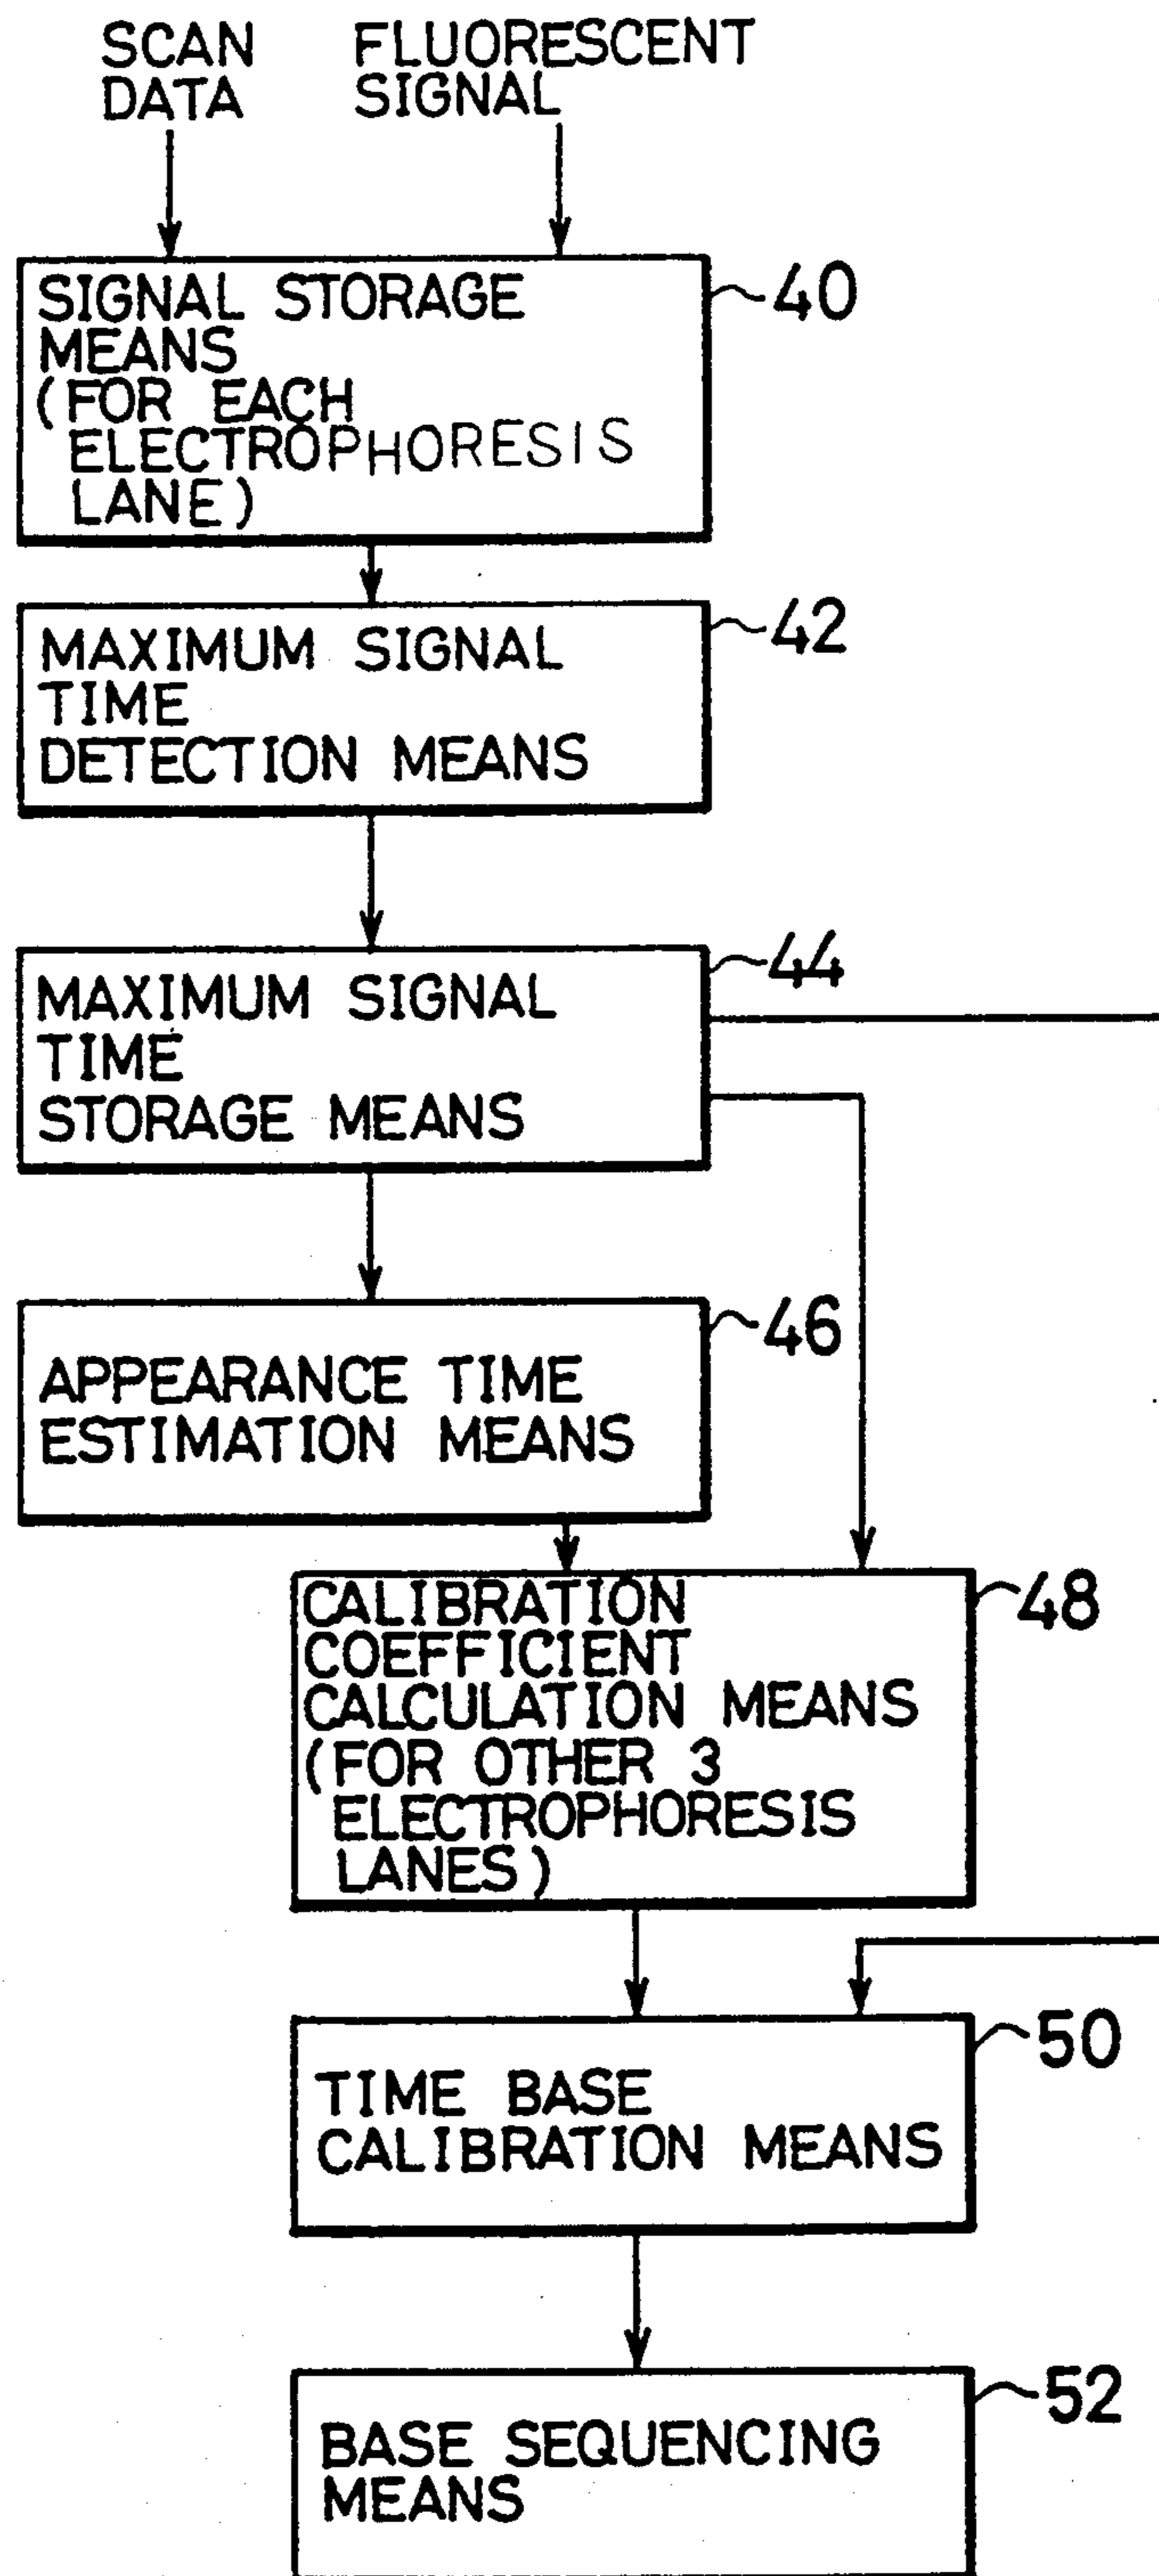 SCAN
DATA
FLUORESCENT
SIGNAL
SIGNAL STORAGE
MEANS
(FOR EACH
ELECTROPHORESIS
LANE)
40
MAXIMUM SIGNAL
TIME
DETECTION MEANS
42
MAXIMUM SIGNAL
TIME
STORAGE MEANS
44
APPEARANCE TIME
ESTIMATION MEANS
46
CALIBRATION
COEFFICIENT
CALCULATION MEANS
(FOR OTHER 3
ELECTROPHORESIS
LANES)
48
TIME BASE
CALIBRATION MEANS
50
BASE SEQUENCING
MEANS
52